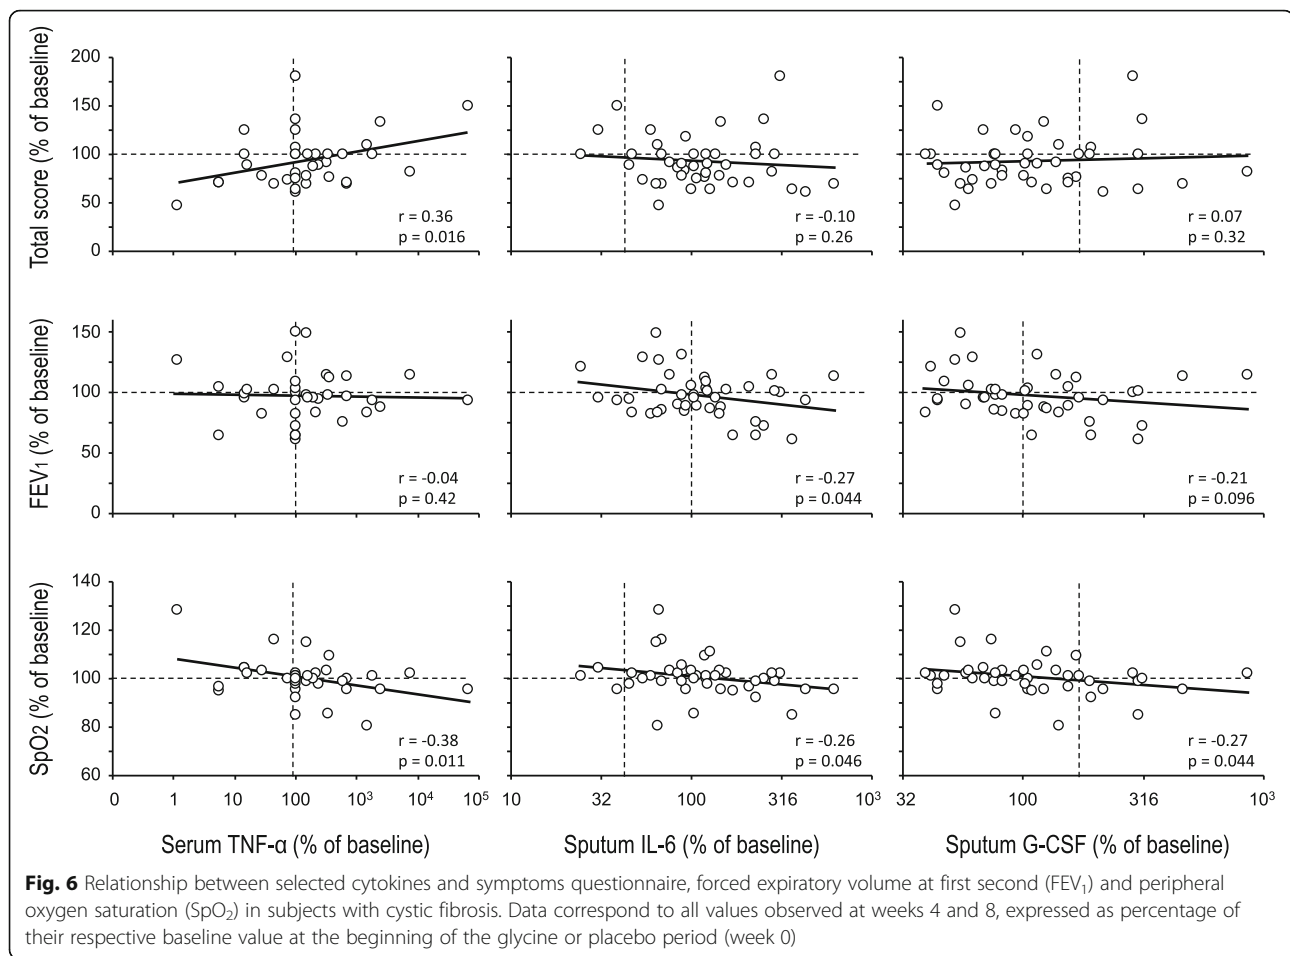 200
150
100
50
0
Total score (% of baseline)
r = 0.36
p = 0.016
r = -0.10
p = 0.26
r = 0.07
p = 0.32
150
100
50
0
FEV1 (% of baseline)
r = -0.04
p = 0.42
r = -0.27
p = 0.044
r = -0.21
p = 0.096
140
120
100
80
60
SpO2 (% of baseline)
r = -0.38
p = 0.011
r = -0.26
p = 0.046
r = -0.27
p = 0.044
0 1 10 100 10³ 10⁴ 10⁵
10 32 100 316 10³
32 100 316 10³
Serum TNF-α (% of baseline)
Sputum IL-6 (% of baseline)
Sputum G-CSF (% of baseline)
Fig. 6 Relationship between selected cytokines and symptoms questionnaire, forced expiratory volume at first second (FEV₁) and peripheral
oxygen saturation (SpO₂) in subjects with cystic fibrosis. Data correspond to all values observed at weeks 4 and 8, expressed as percentage of
their respective baseline value at the beginning of the glycine or placebo period (week 0)